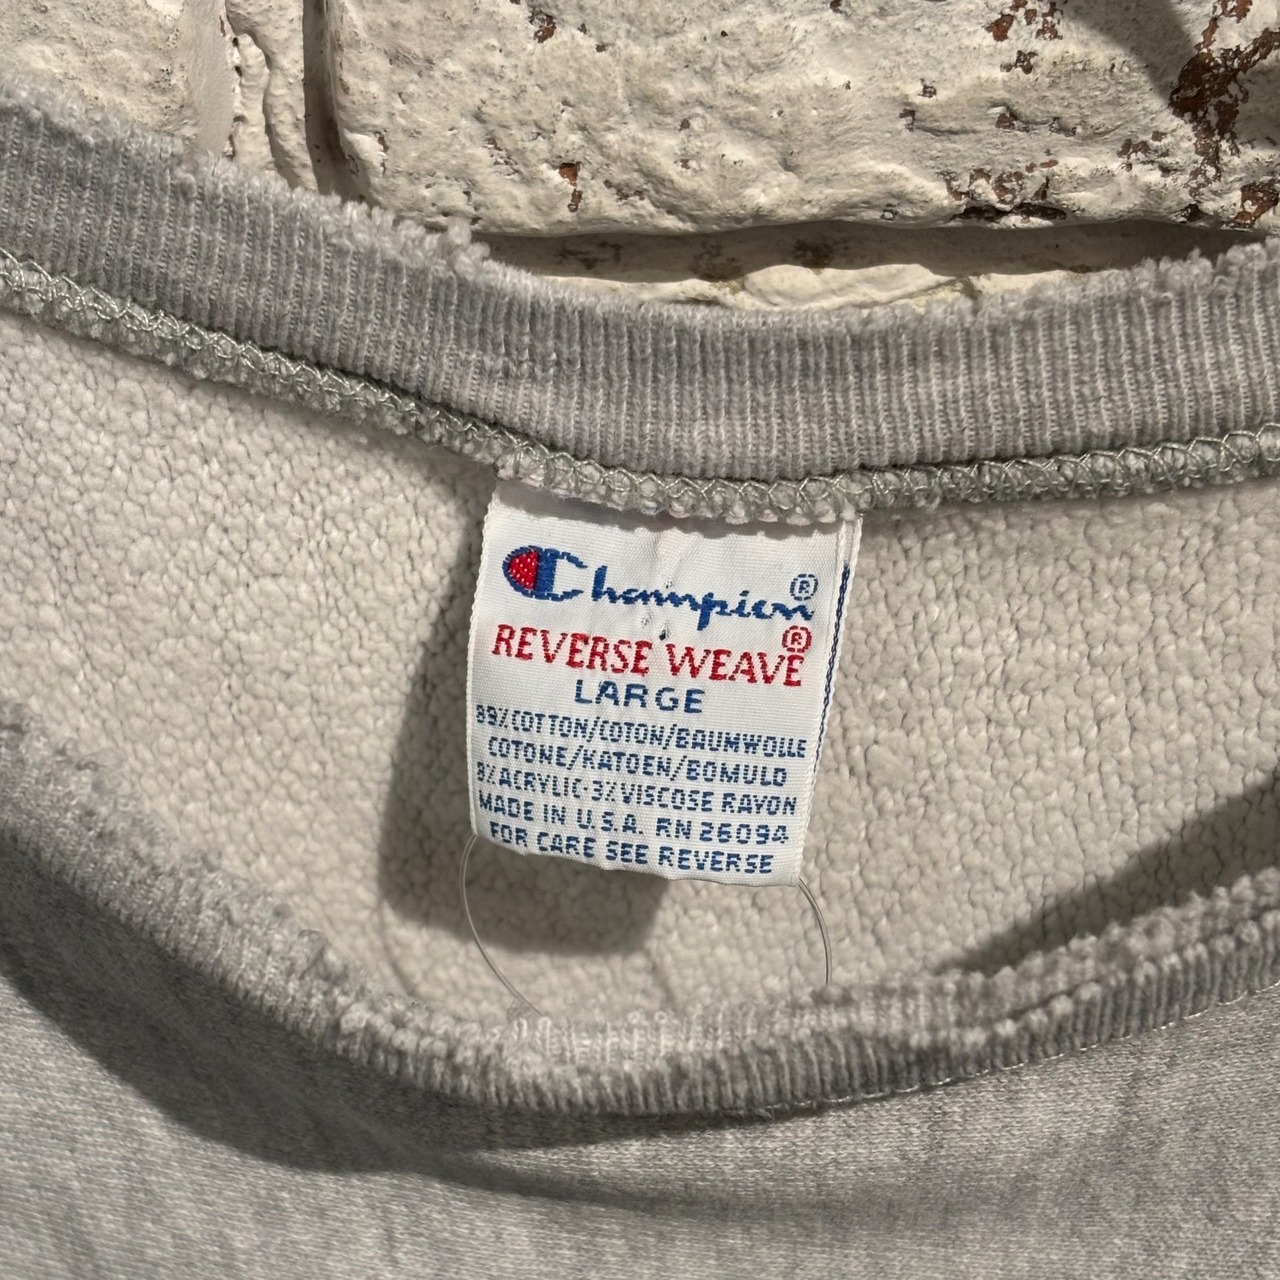 Champion®
REVERSE WEAVE®
LARGE
89% COTTON/COTON/BAUMWOLLE
COTONE/KATOEN/BOMULD
8% ACRYLIC-3% VISCOSE RAYON
MADE IN U.S.A. RN 26094
FOR CARE SEE REVERSE